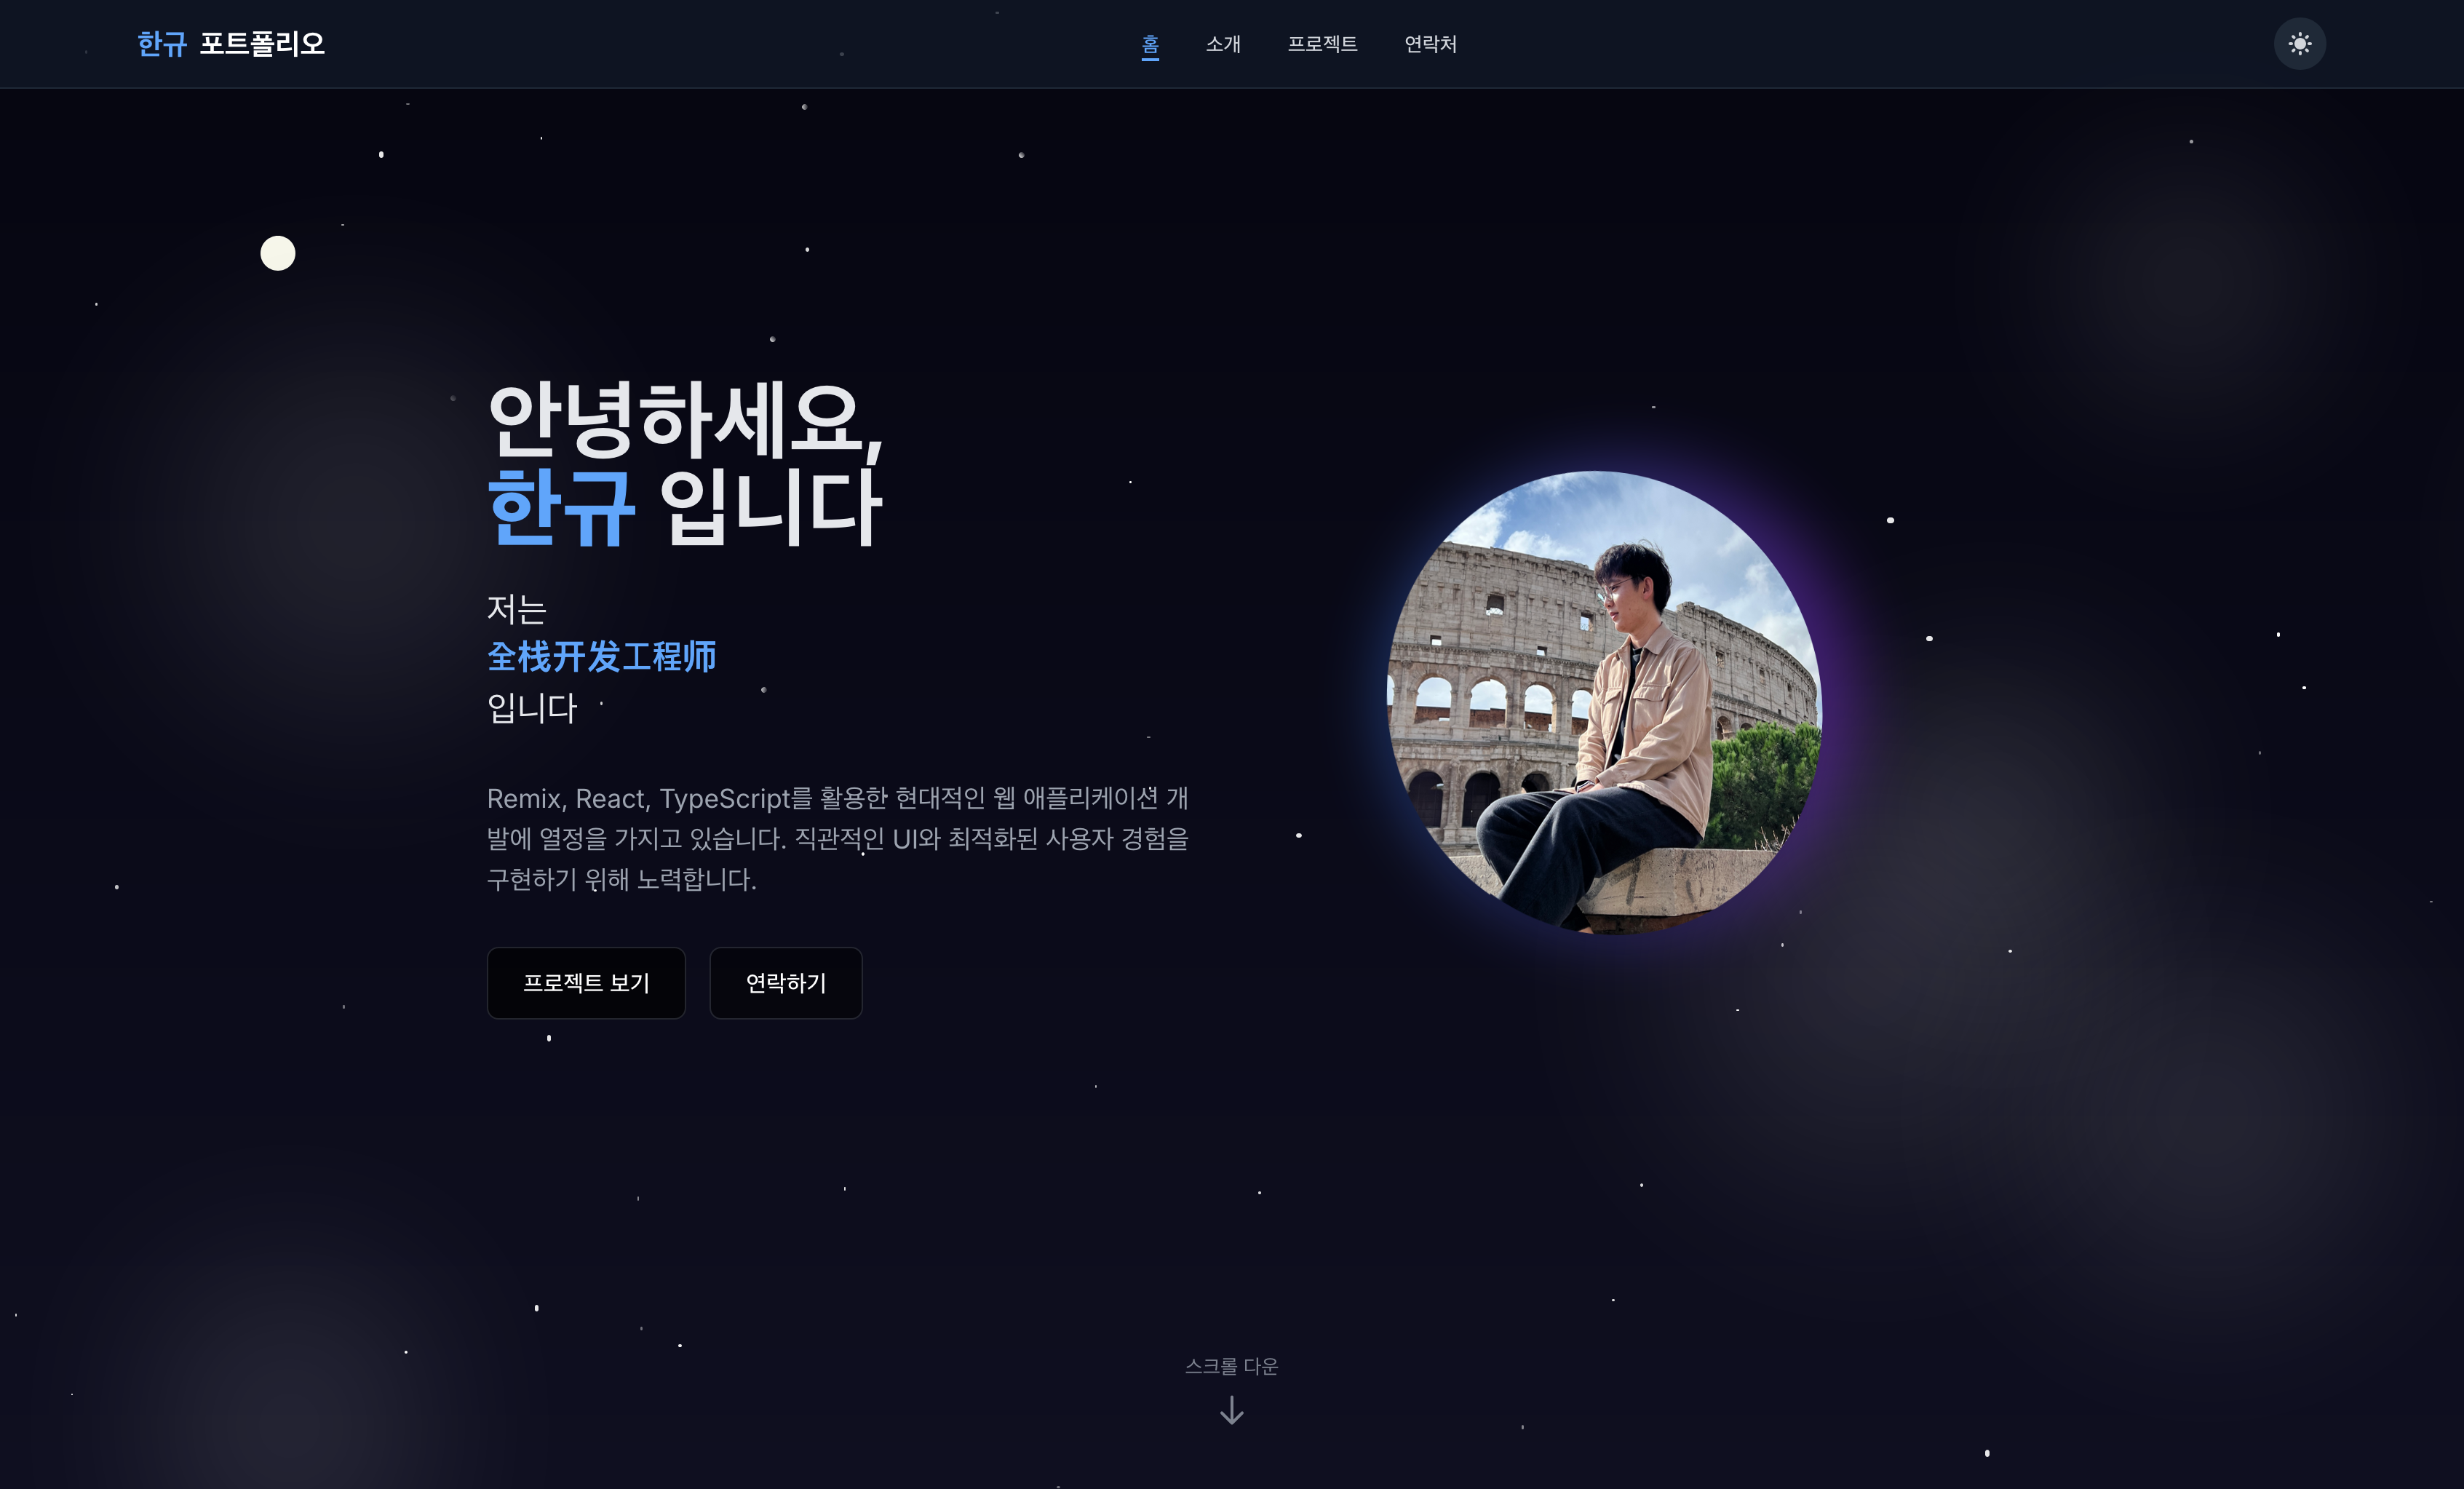 한규 포트폴리오
홈 소개 프로젝트 연락처
안녕하세요,
한규 입니다
저는
全栈开发工程师
입니다
Remix, React, TypeScript를 활용한 현대적인 웹 애플리케이션 개
발에 열정을 가지고 있습니다. 직관적인 UI와 최적화된 사용자 경험을
구현하기 위해 노력합니다.
프로젝트 보기 연락하기
스크롤 다운